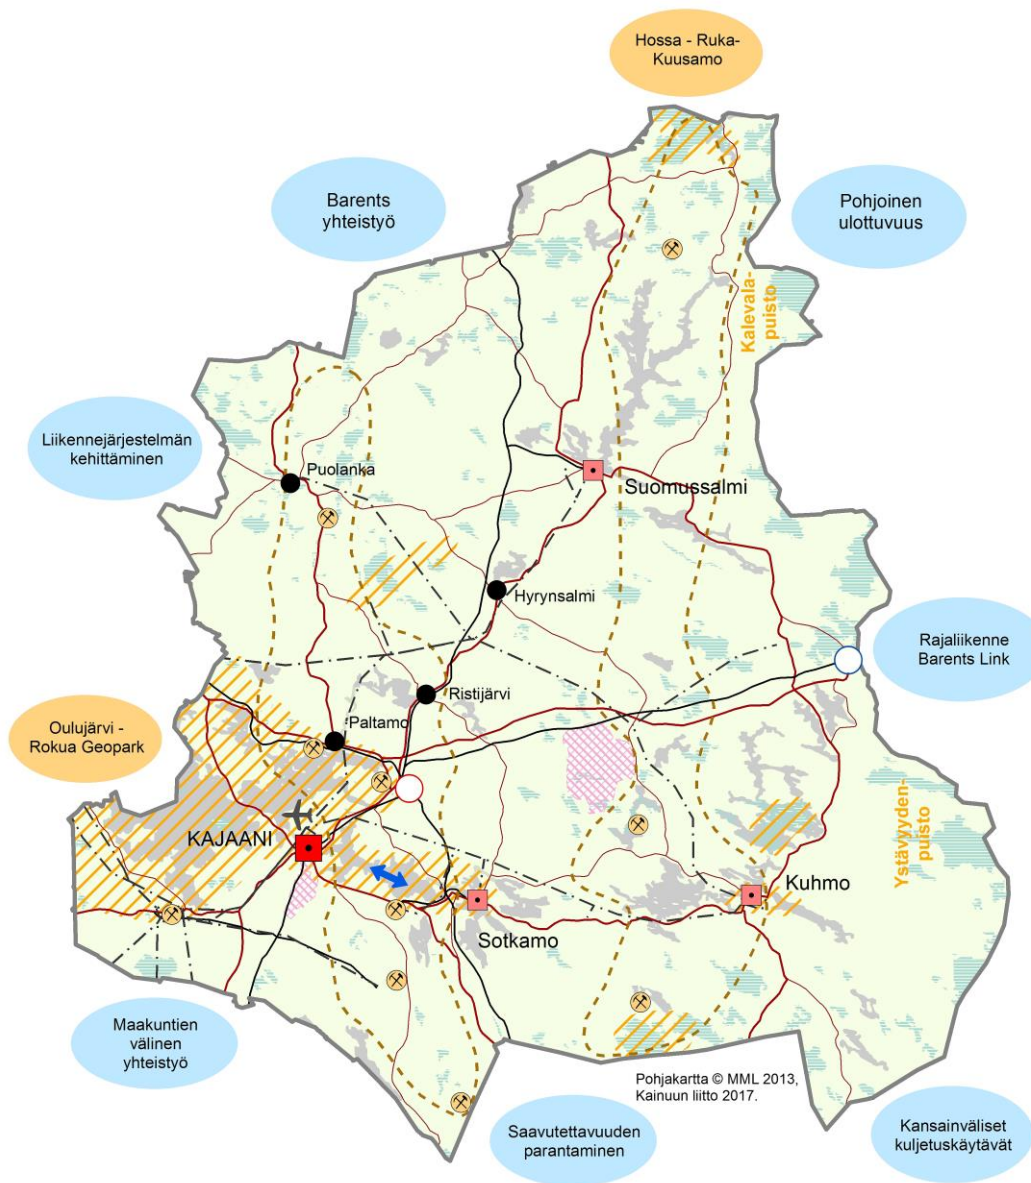 Hossa - Ruka-
Kuusamo
Barents
yhteistyö
Pohjoinen
ulottuvuus
Kalevala-
puisto
Liikennejärjestelmän
kehittäminen
Puolanka
Suomussalmi
Hyrynsalmi
Rajaliikenne
Barents Link
Ristijärvi
Oulujärvi -
Rokua Geopark
Paltamo
KAJAANI
Ystävyyden-
puisto
Kuhmo
Sotkamo
Maakuntien
välinen
yhteistyö
Pohjakartta © MML 2013,
Kainuun liitto 2017.
Saavutettavuuden
parantaminen
Kansainväliset
kuljetuskäytävät